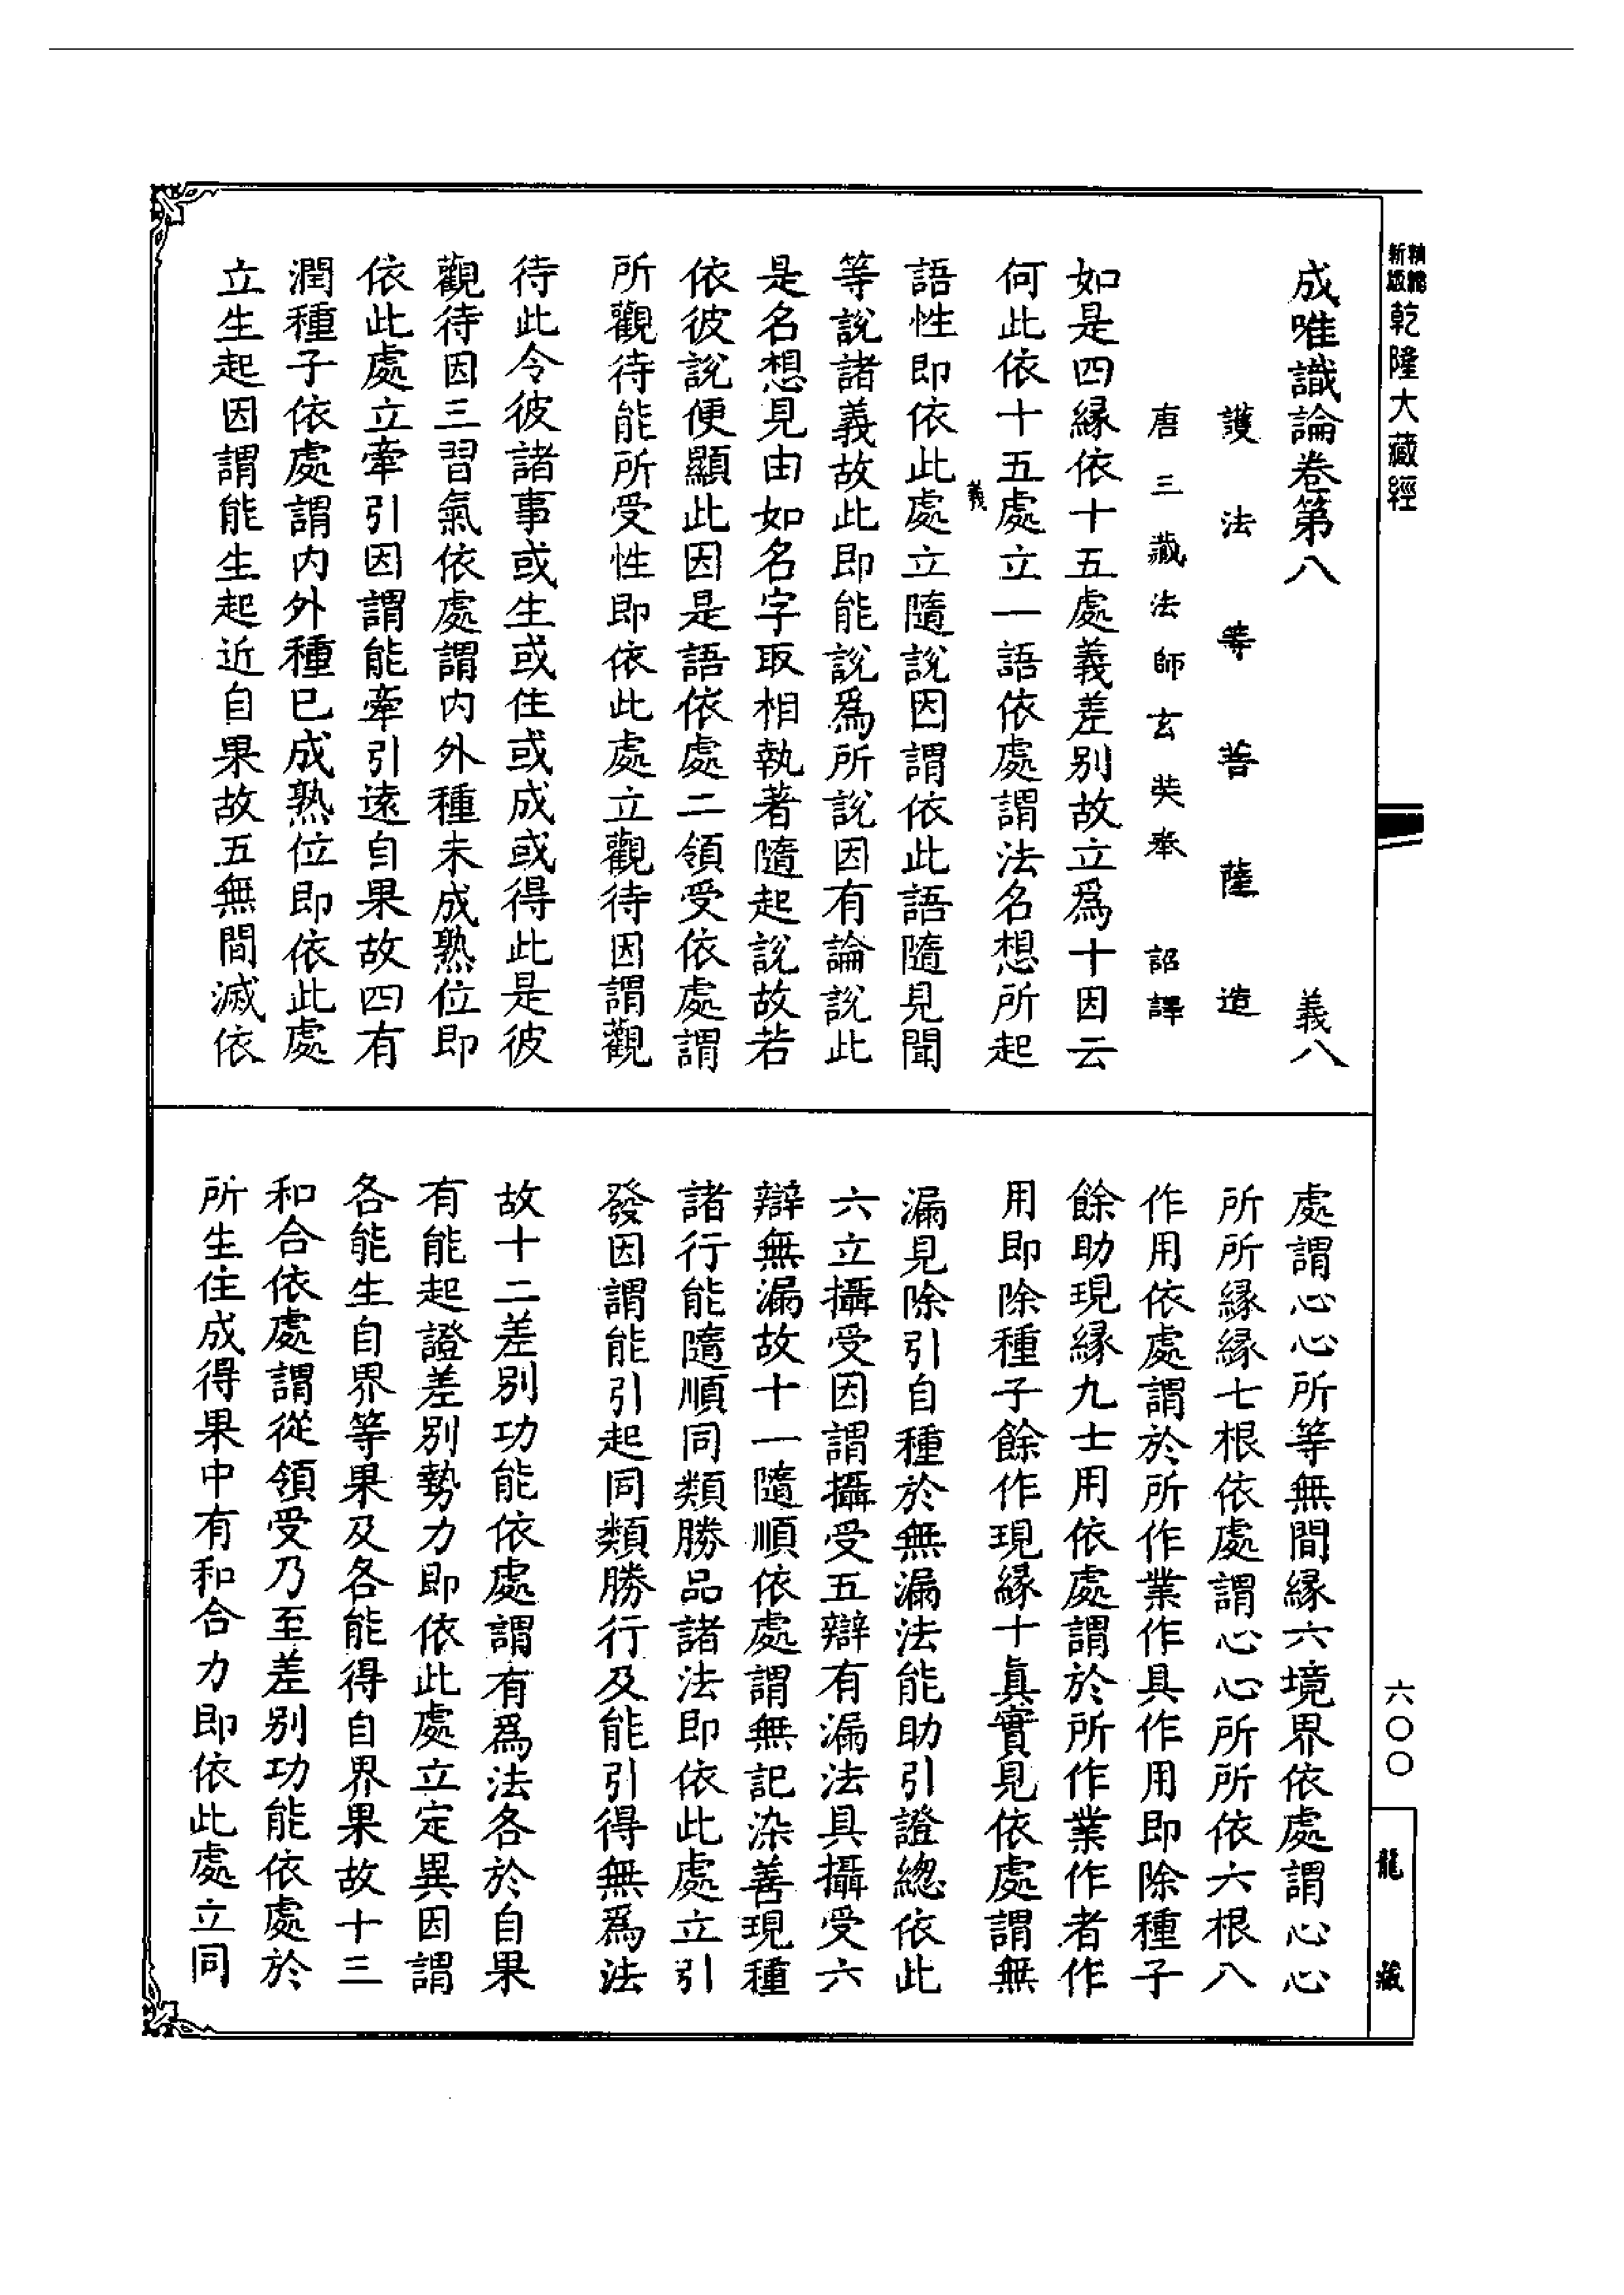 新版
精縮
乾隆大藏經
成唯識論卷第八 義八
護法等菩薩造
唐三藏法師玄奘奉 詔譯
如是四緣依十五處義差別故立爲十因云
何此依十五處立一語依處謂法名想所起
義
語性即依此處立隨說因謂依此語隨見聞
等說諸義故此即能說爲所說因有論說此
是名想見由如名字取相執著隨起說故若
依彼說便顯此因是語依處二領受依處謂
所觀待能所受性即依此處立觀待因謂觀
待此令彼諸事或生或住或成或得此是彼
觀待因三習氣依處謂內外種未成熟位即
依此處立牽引因謂能牽引遠自果故四有
潤種子依處謂內外種已成熟位即依此處
立生起因謂能生起近自果故五無間滅依
處謂心心所等無間緣六境界依處謂心心
所所緣緣七根依處謂心心所所依六根八
作用依處謂於所作業作具作用即除種子
餘助現緣九士用依處謂於所作業作者作
用即除種子餘作現緣十眞實見依處謂無
漏見除引自種於無漏法能助引證總依此
六立攝受因謂攝受五辯有漏法具攝受六
辯無漏故十一隨順依處謂無記染善現種
諸行能隨順同類勝品諸法即依此處立引
發因謂能引起同類勝行及能引得無爲法
故十二差別功能依處謂有爲法各於自果
有能起證差別勢力即依此處立定異因謂
各能生自界等果及各能得自界果故十三
和合依處謂從領受乃至差別功能依處於
所生住成得果中有和合力即依此處立同
六〇〇
龍藏